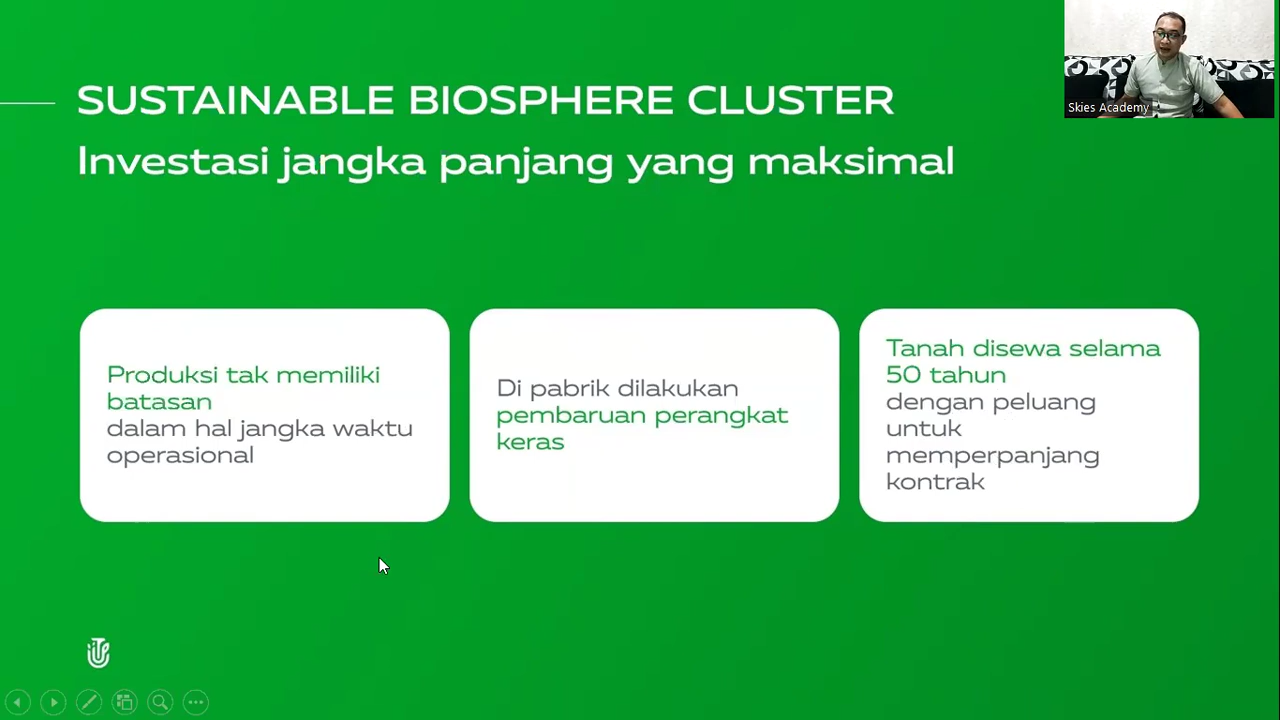 SUSTAINABLE BIOSPHERE CLUSTER
Investasi jangka panjang yang maksimal
Skies Academy
Produksi tak memiliki
batasan
dalam hal jangka waktu
operasional
Di pabrik dilakukan
pembaruan perangkat
keras
Tanah disewa selama
50 tahun
dengan peluang
untuk
memperpanjang
kontrak